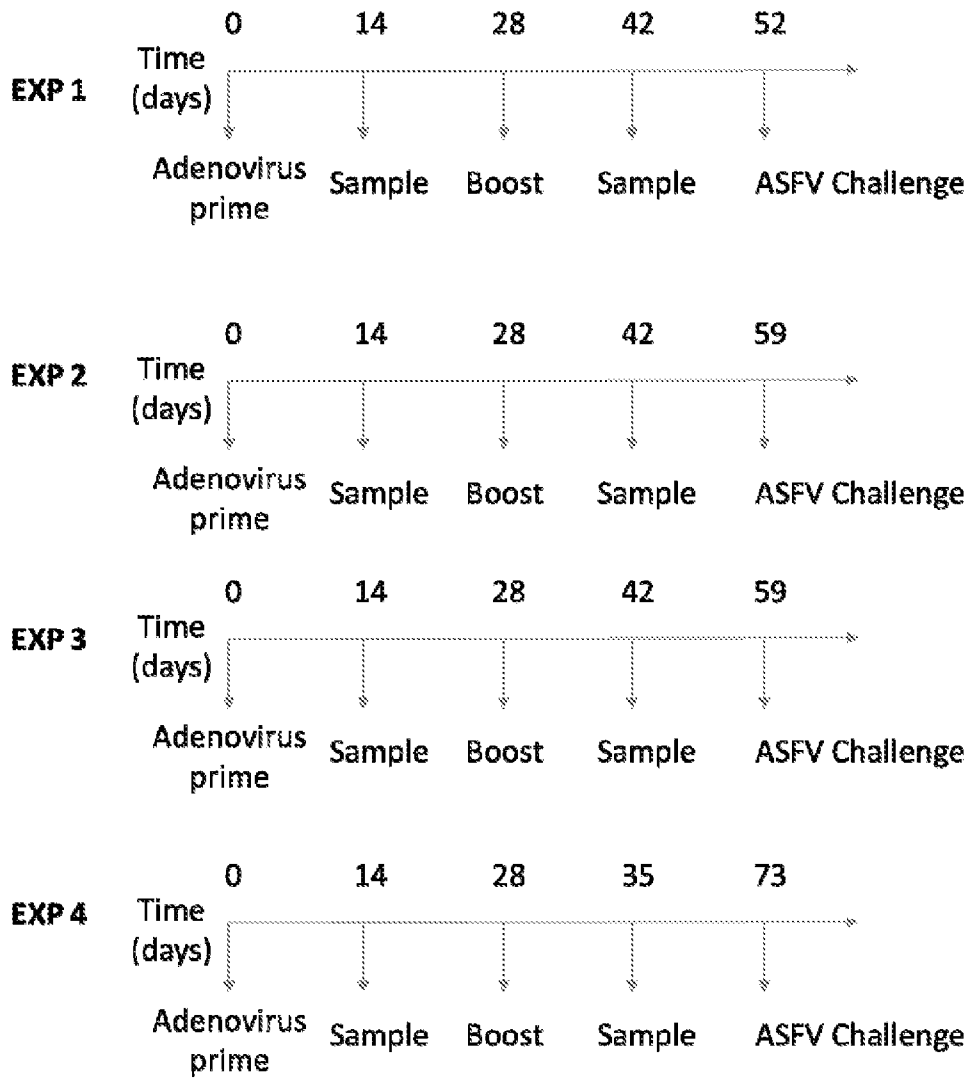 0 14 28 42 52
EXP 1 Time
(days)
Adenovirus
prime Sample Boost Sample ASFV Challenge
0 14 28 42 59
EXP 2 Time
(days)
Adenovirus
prime Sample Boost Sample ASFV Challenge
0 14 28 42 59
EXP 3 Time
(days)
Adenovirus
prime Sample Boost Sample ASFV Challenge
0 14 28 35 73
EXP 4 Time
(days)
Adenovirus
prime Sample Boost Sample ASFV Challenge